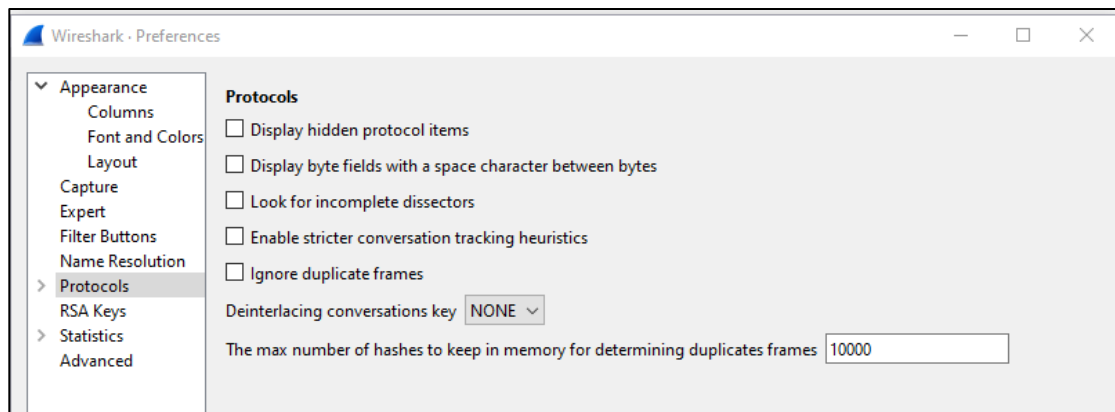 Wireshark · Preferences
Appearance
Columns
Font and Colors
Layout
Capture
Expert
Filter Buttons
Name Resolution
Protocols
RSA Keys
Statistics
Advanced
Protocols
Display hidden protocol items
Display byte fields with a space character between bytes
Look for incomplete dissectors
Enable stricter conversation tracking heuristics
Ignore duplicate frames
Deinterlacing conversations key NONE
The max number of hashes to keep in memory for determining duplicates frames 10000